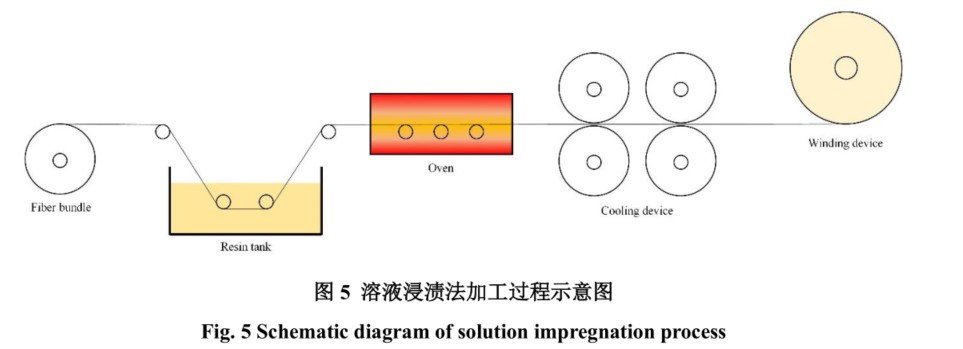 Fiber bundle
Resin tank
Oven
Cooling device
Winding device
图 5 溶液浸渍法加工过程示意图
Fig. 5 Schematic diagram of solution impregnation process